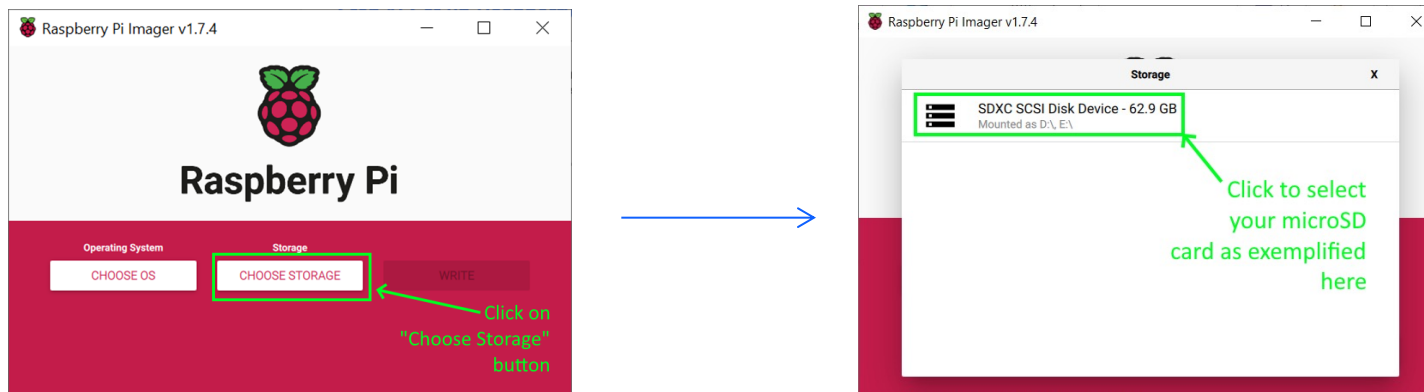 Raspberry Pi Imager v1.7.4
Raspberry Pi
Operating System
Storage
CHOOSE OS
CHOOSE STORAGE
WRITE
Click on
"Choose Storage"
button
Raspberry Pi Imager v1.7.4
Storage
X
SDXC SCSI Disk Device - 62.9 GB
Mounted as D:\, E:\
Click to select
your microSD
card as exemplified
here